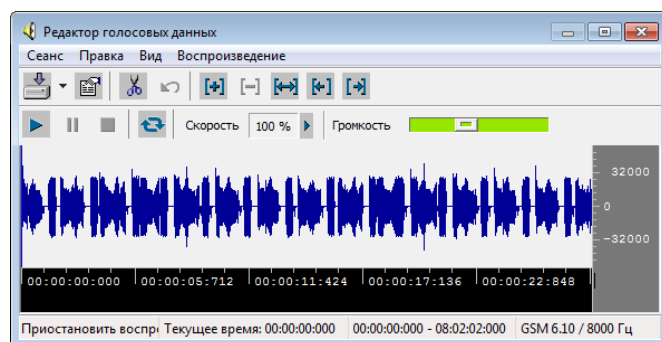 Редактор голосовых данных
Сеанс Правка Вид Воспроизведение
Скорость 100 % Громкость
32000
0
-32000
00:00:00:000 00:00:05:712 00:00:11:424 00:00:17:136 00:00:22:848
Приостановить воспр Текущее время: 00:00:00:000 00:00:00:000 - 08:02:02:000 GSM 6.10 / 8000 Гц